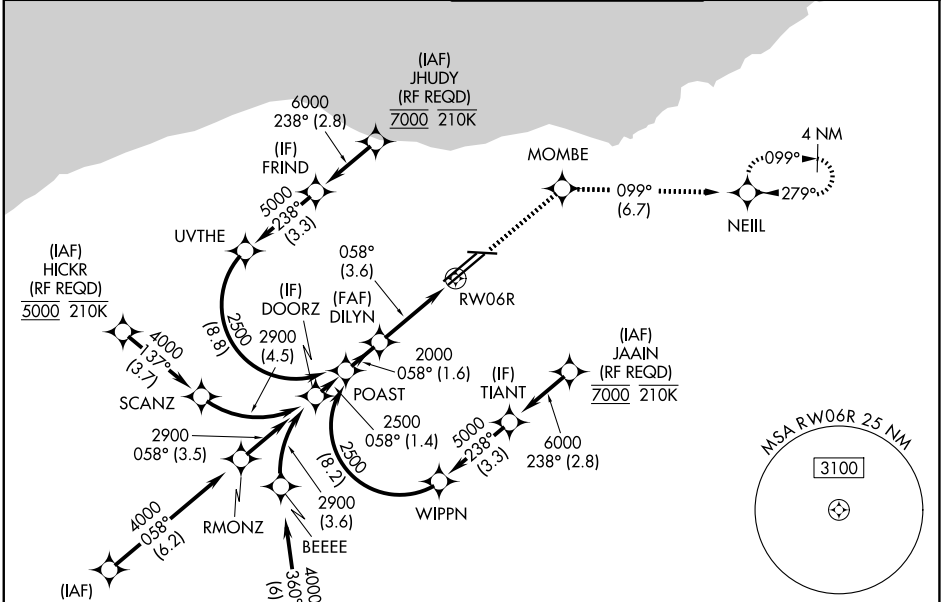 (IAF)
JHUDY
(RF REQD)
7000 210K
6000
238° (2.8)
(IF)
FRIND
5000
238°
(3.3)
UVTHE
MOMBE
4 NM
099°
279°
099°
(6.7)
NEIIL
(IAF)
HICKR
(RF REQD)
5000 210K
4000
137°
(3.7)
SCANZ
2500
(8.8)
(IF)
DOORZ
2900
(4.5)
058°
(3.6)
(FAF)
DILYN
RW06R
2000
058° (1.6)
POAST
2500
058° (1.4)
(IAF)
JAAIN
(RF REQD)
7000 210K
(IF)
TIANT
5000
238°
(3.3)
6000
238° (2.8)
2900
058° (3.5)
RMONZ
2500
(8.2)
2900
(3.6)
BEEEE
WIPPN
4000
058°
(6.2)
(IAF)
4000
360°
(6)
MSA RW06R 25 NM
3100